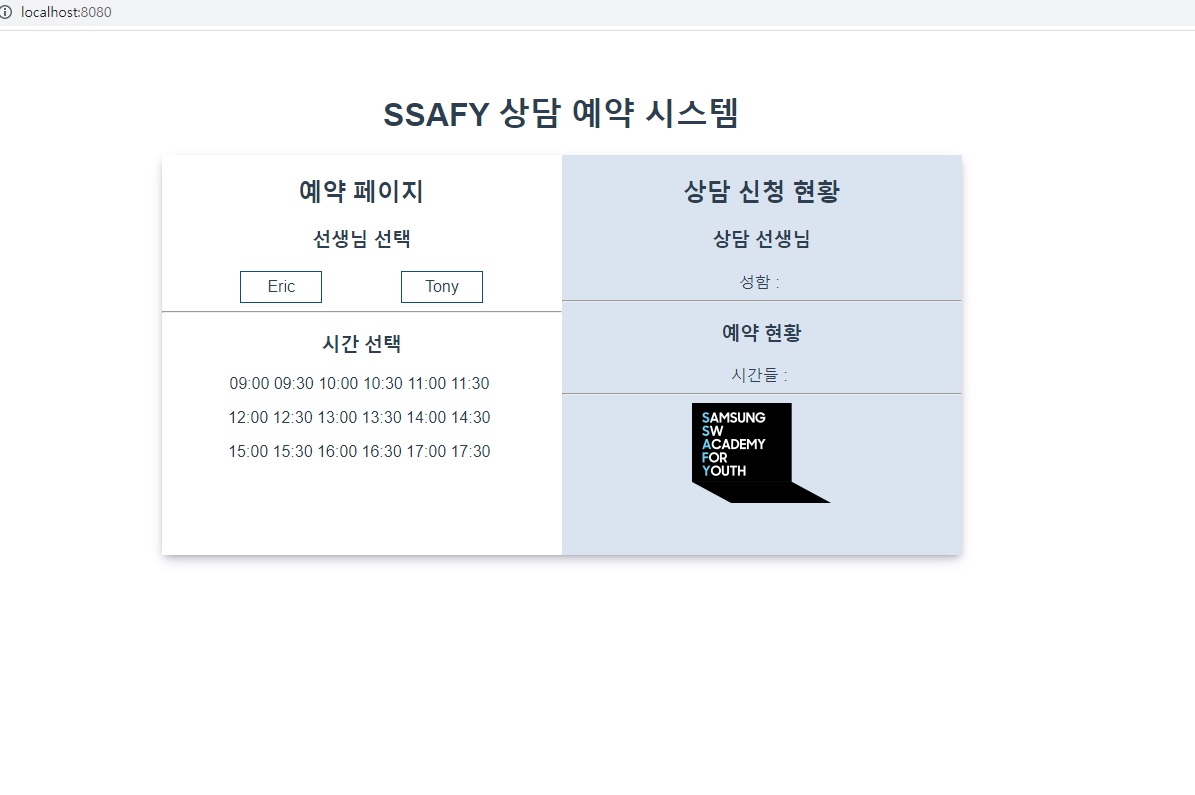 localhost:8080
SSAFY 상담 예약 시스템
예약 페이지
선생님 선택
Eric
Tony
시간 선택
09:00 09:30 10:00 10:30 11:00 11:30
12:00 12:30 13:00 13:30 14:00 14:30
15:00 15:30 16:00 16:30 17:00 17:30
상담 신청 현황
상담 선생님
성함 :
예약 현황
시간들 :
SAMSUNG
SW
ACADEMY
FOR
YOUTH